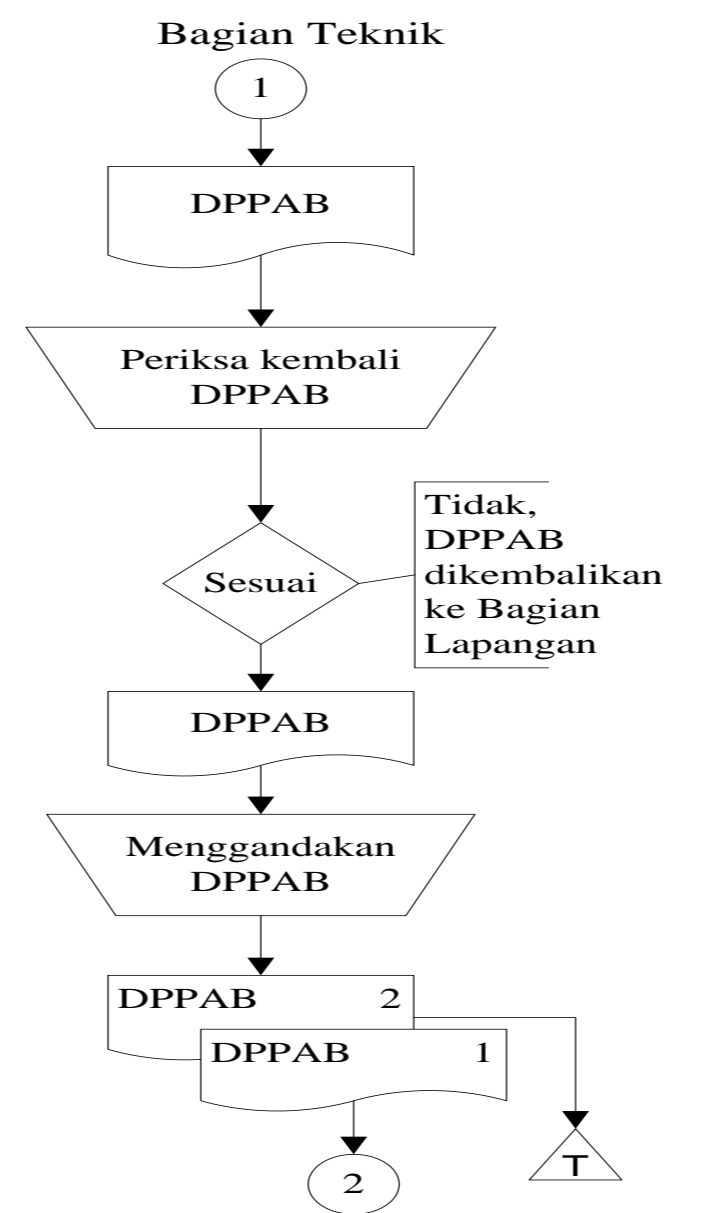 Bagian Teknik
1
DPPAB
Periksa kembali
DPPAB
Sesuai
Tidak,
DPPAB
dikembalikan
ke Bagian
Lapangan
DPPAB
Menggandakan
DPPAB
DPPAB 2
DPPAB 1
T
2